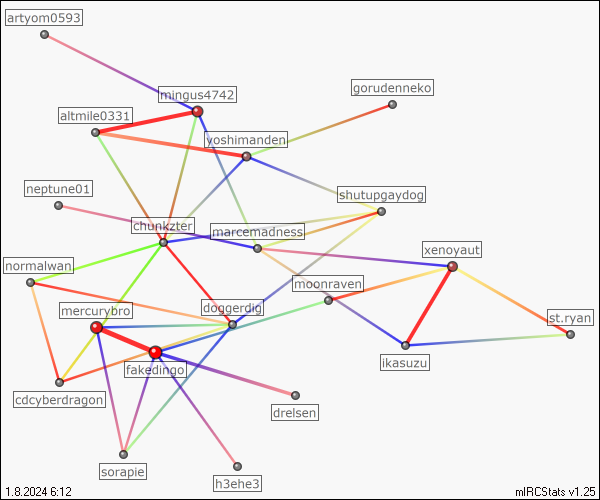 artyom0593
mingus4742
gorudenneko
altmile0331
yoshimanden
neptune01
shutupgaydog
chunkzter
marcemadness
xenoyaut
normalwan
moonraven
mercurybro
doggerdig
st.ryan
fakedingo
ikasuzu
cdcyberdragon
drelsen
sorapie
h3ehe3
1.8.2024 6:12
mIRCStats v1.25